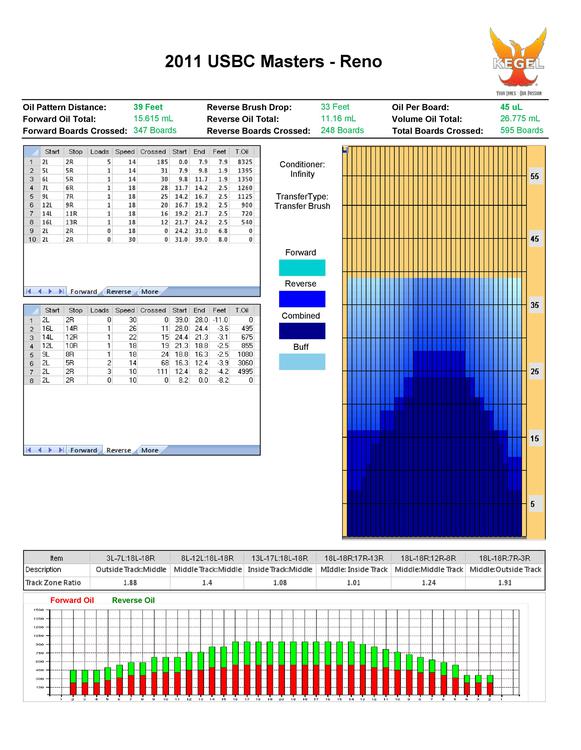 2011 USBC Masters - Reno
KEGEL
Oil Pattern Distance: 39 Feet Reverse Brush Drop: 33 Feet Oil Per Board: 45 uL
Forward Oil Total: 15.615 mL Reverse Oil Total: 11.16 mL Volume Oil Total: 26.775 mL
Forward Boards Crossed: 347 Boards Reverse Boards Crossed: 248 Boards Total Boards Crossed: 595 Boards
Start Stop Loads Speed Crossed Start End Feet T.Oil
1 2L 2R 5 14 185 0.0 7.9 7.9 8325
2 5L 5R 1 14 31 7.9 9.8 1.9 1395
3 6L 5R 1 14 30 9.8 11.7 1.9 1350
4 7L 6R 1 18 28 11.7 14.2 2.5 1260
5 9L 7R 1 18 25 14.2 16.7 2.5 1125
6 12L 9R 1 18 20 16.7 19.2 2.5 900
7 14L 11R 1 18 16 19.2 21.7 2.5 720
8 16L 13R 1 18 12 21.7 24.2 2.5 540
9 2L 2R 0 18 0 24.2 31.0 6.8 0
10 2L 2R 0 30 0 31.0 39.0 8.0 0
Forward Reverse More
Start Stop Loads Speed Crossed Start End Feet T.Oil
1 2L 2R 0 30 0 39.0 28.0 -11.0 0
2 16L 14R 1 26 11 28.0 24.4 -3.6 495
3 14L 12R 1 22 15 24.4 21.3 -3.1 675
4 12L 10R 1 18 19 21.3 18.8 -2.5 855
5 9L 8R 1 18 24 18.8 16.3 -2.5 1080
6 2L 5R 2 14 68 16.3 12.4 -3.9 3060
7 2L 2R 3 10 111 12.4 8.2 -4.2 4995
8 2L 2R 0 10 0 8.2 0.0 -8.2 0
Forward Reverse More
Conditioner:
Infinity
TransferType:
Transfer Brush
Forward
Reverse
Combined
Buff
55
45
35
25
15
5
Item 3L-7L:18L-18R 8L-12L:18L-18R 13L-17L:18L-18R 18L-18R:17R-13R 18L-18R:12R-8R 18L-18R:7R-3R
Description Outside Track:Middle Middle Track:Middle Inside Track:Middle MIddle: Inside Track Middle:Middle Track Middle:Outside Track
Track Zone Ratio 1.88 1.4 1.08 1.01 1.24 1.91
Forward Oil Reverse Oil